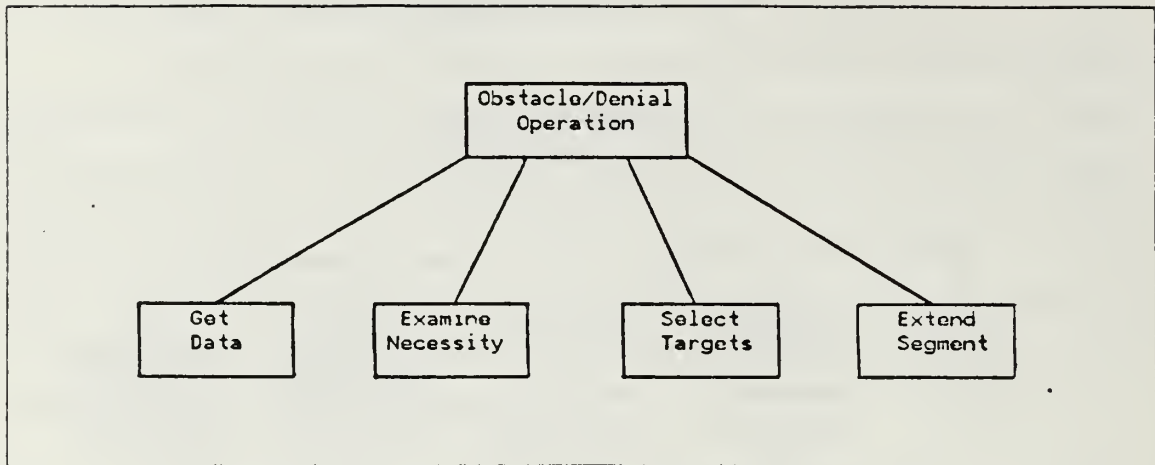 Obstacle/Denial
Operation
Get
Data
Examine
Necessity
Select
Targets
Extend
Segment